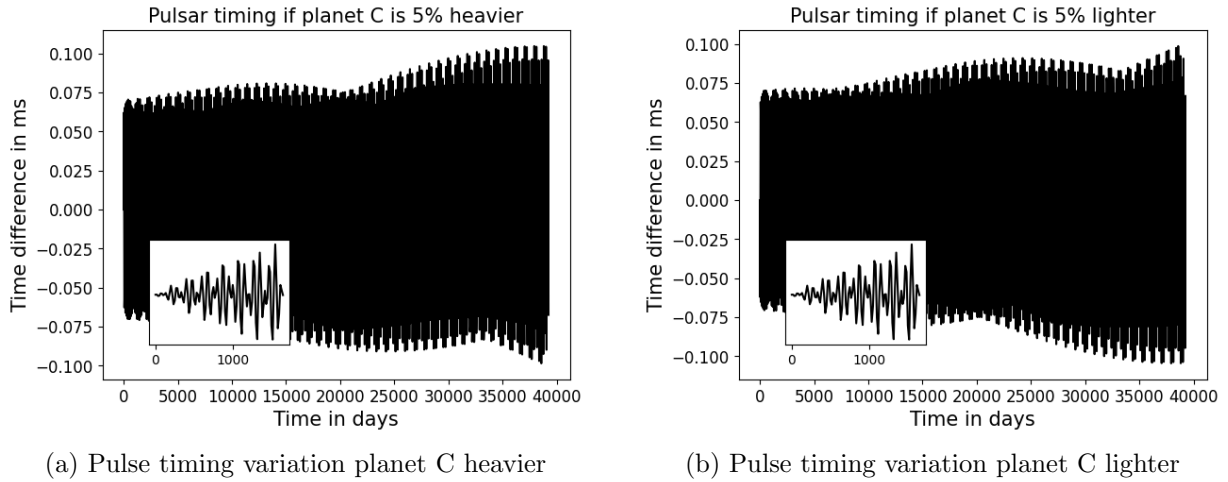 Pulsar timing if planet C is 5% heavier
Time difference in ms
0.100
0.075
0.050
0.025
0.000
−0.025
−0.050
−0.075
−0.100
0
1000
0 5000 10000 15000 20000 25000 30000 35000 40000
Time in days
(a) Pulse timing variation planet C heavier
Pulsar timing if planet C is 5% lighter
Time difference in ms
0.100
0.075
0.050
0.025
0.000
−0.025
−0.050
−0.075
−0.100
0
1000
0 5000 10000 15000 20000 25000 30000 35000 40000
Time in days
(b) Pulse timing variation planet C lighter